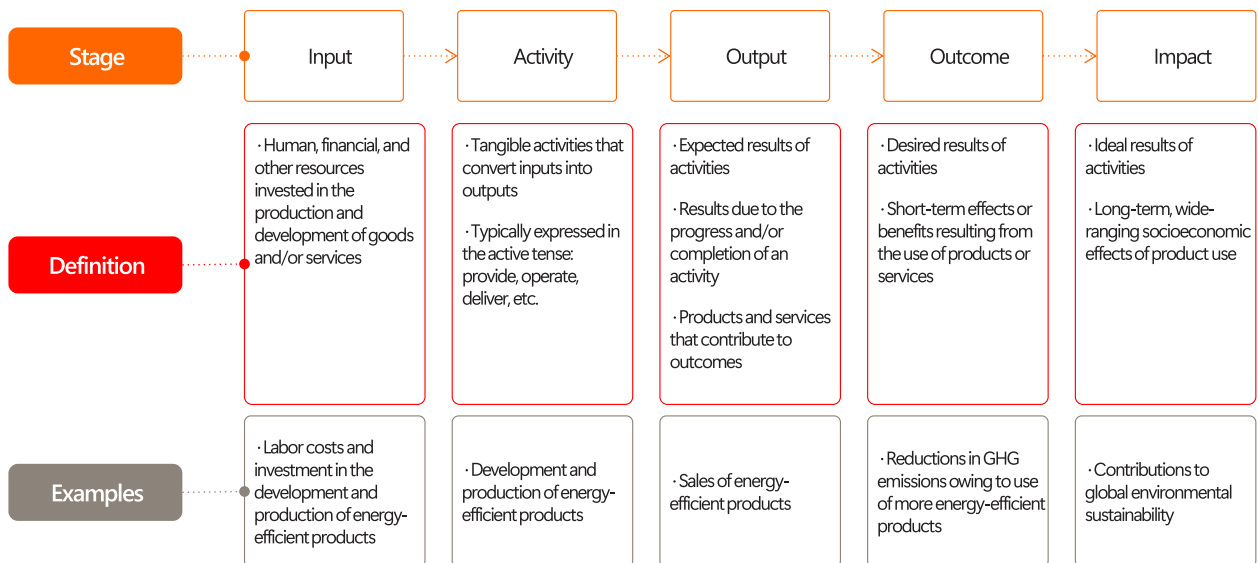 Stage
Input
Activity
Output
Outcome
Impact
Definition
· Human, financial, and
other resources
invested in the
production and
development of goods
and/or services
· Tangible activities that
convert inputs into
outputs
· Typically expressed in
the active tense:
provide, operate,
deliver, etc.
· Expected results of
activities
· Results due to the
progress and/or
completion of an
activity
· Products and services
that contribute to
outcomes
· Desired results of
activities
· Short-term effects or
benefits resulting from
the use of products or
services
· Ideal results of
activities
· Long-term, wide-
ranging socioeconomic
effects of product use
Examples
· Labor costs and
investment in the
development and
production of energy-
efficient products
· Development and
production of energy-
efficient products
· Sales of energy-
efficient products
· Reductions in GHG
emissions owing to use
of more energy-efficient
products
· Contributions to
global environmental
sustainability